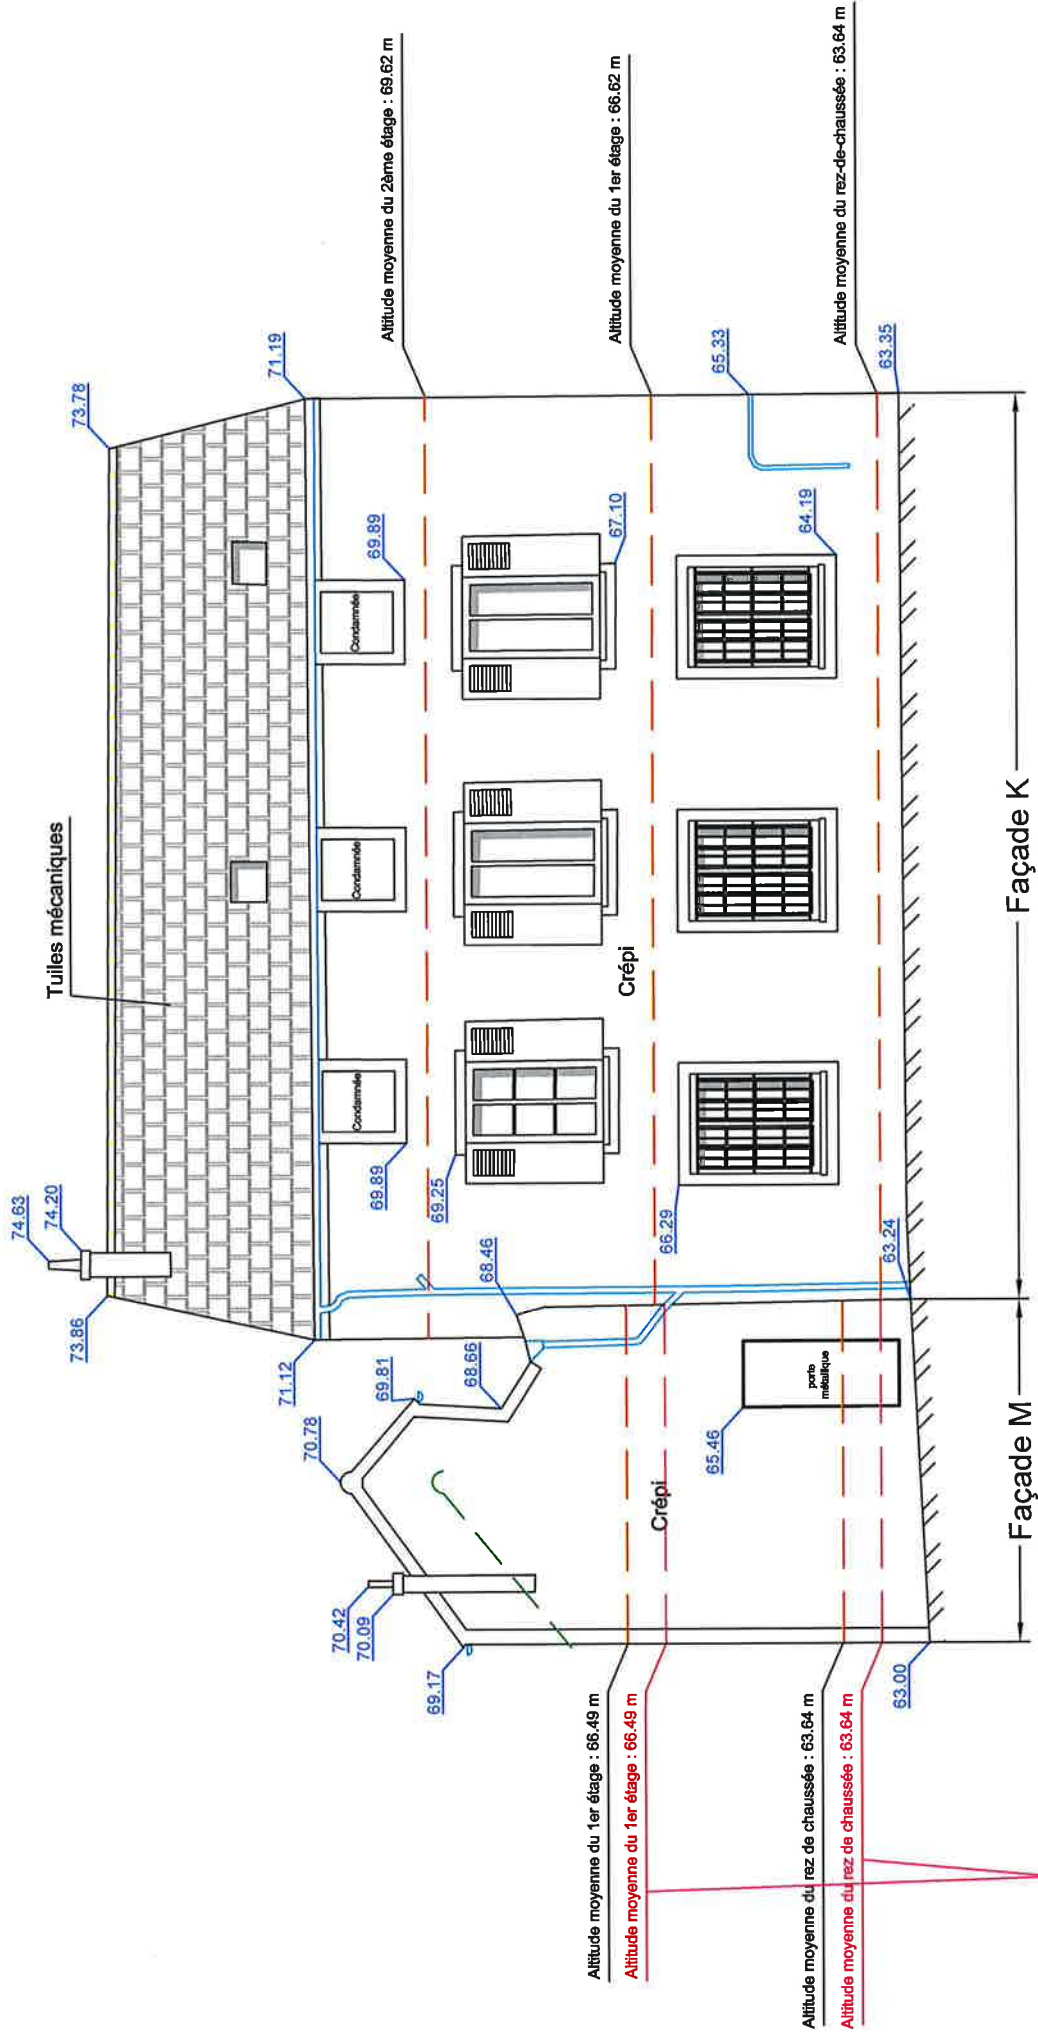 74.63
74.20
73.86
Tuiles mécaniques
73.78
71.19
71.12
70.78
69.81
68.66
68.46
70.42
70.09
69.17
Condamnée
Condamnée
Condamnée
69.89
69.89
69.25
67.10
66.29
64.19
65.33
63.35
63.24
63.00
65.46
porte
métallique
Crépi
Crépi
Altitude moyenne du 2ème étage : 69.62 m
Altitude moyenne du 1er étage : 66.62 m
Altitude moyenne du rez-de-chaussée : 63.64 m
Altitude moyenne du 1er étage : 66.49 m
Altitude moyenne du 1er étage : 66.49 m
Altitude moyenne du rez de chaussée : 63.64 m
Altitude moyenne du rez de chaussée : 63.64 m
Façade M
Façade K